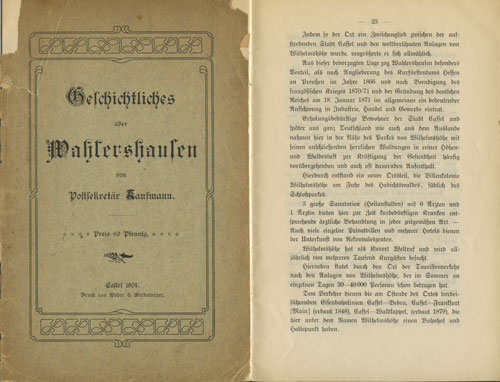 Geschichtliches
über
Wahlershausen
von
Postsekretär Kaufmann.
Preis 60 Pfennig.
Cassel 1904.
Druck von Weber & Weidemeyer.
— 23 —
Indem so der Ort ein Zwischenglied zwischen der auf-
strebenden Stadt Cassel und den weltberühmten Anlagen von
Wilhelmshöhe wurde, vergrößerte er sich allmählich.
Aus dieser bevorzugten Lage zog Wahlershausen besonders
Vorteil, als nach Angliederung des Kurfürstentums Hessen
an Preußen im Jahre 1866 und nach Beendigung des
französischen Krieges 1870/71 und der Gründung des deutschen
Reiches am 18. Januar 1871 im allgemeinen ein bedeutender
Aufschwung in Industrie, Handel und Gewerbe eintrat.
Erholungsbedürftige Bewohner der Stadt Cassel und
später aus ganz Deutschland wie auch aus dem Auslande
nahmen hier in der Nähe des Parkes von Wilhelmshöhe mit
seinen anschließenden herrlichen Waldungen in reiner Höhen-
und Waldesluft zur Kräftigung der Gesundheit häufig
vorübergehenden und auch oft dauernden Aufenthalt.
Hierdurch entstand ein neuer Ortsteil, die Villenkolonie
Wilhelmshöhe am Fuße des Habichtswaldes, südlich des
Schloßparkes.
3 große Sanatorien (Heilanstalten) mit 6 Ärzten und
1 Ärztin bieten hier zur Zeit kurbedürftigen Kranken ent-
sprechende ärztliche Behandlung in jeder zeitgemäßen Art. —
Auch viele einzelne Privatvillen und mehrere Hotels dienen
der Unterkunft von Rekonvaleszenten.
Wilhelmshöhe hat als Kurort Weltruf und wird all-
jährlich von mehreren Tausend Kurgästen besucht.
Hierneben flutet durch den Ort der Touristenverkehr
nach den Anlagen von Wilhelmshöhe, der im Sommer an
einzelnen Tagen 30—40000 Personen schon betragen hat.
Dem Verkehre dienen die am Ostende des Ortes vorbei-
führenden Eisenbahnlinien Cassel—Bebra, Cassel—Frankfurt
(Main) (erbaut 1848), Cassel—Waldkappel, (erbaut 1879), die
hier unter dem Namen Wilhelmshöhe einen Bahnhof und
Haltepunkt haben.